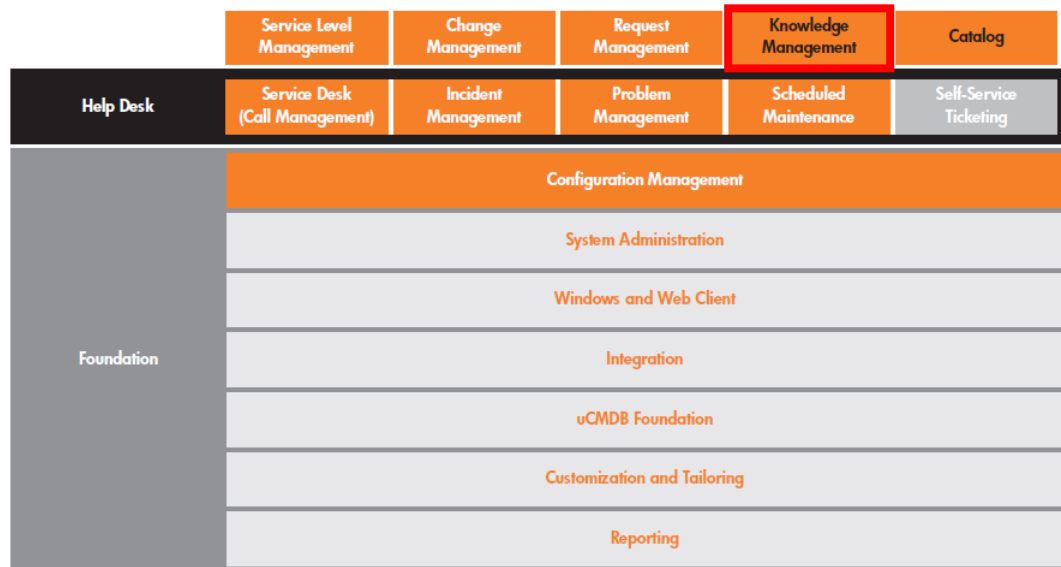 Service Level
Management
Change
Management
Request
Management
Knowledge
Management
Catalog
Help Desk
Service Desk
(Call Management)
Incident
Management
Problem
Management
Scheduled
Maintenance
Self-Service
Ticketing
Foundation
Configuration Management
System Administration
Windows and Web Client
Integration
uCMDB Foundation
Customization and Tailoring
Reporting